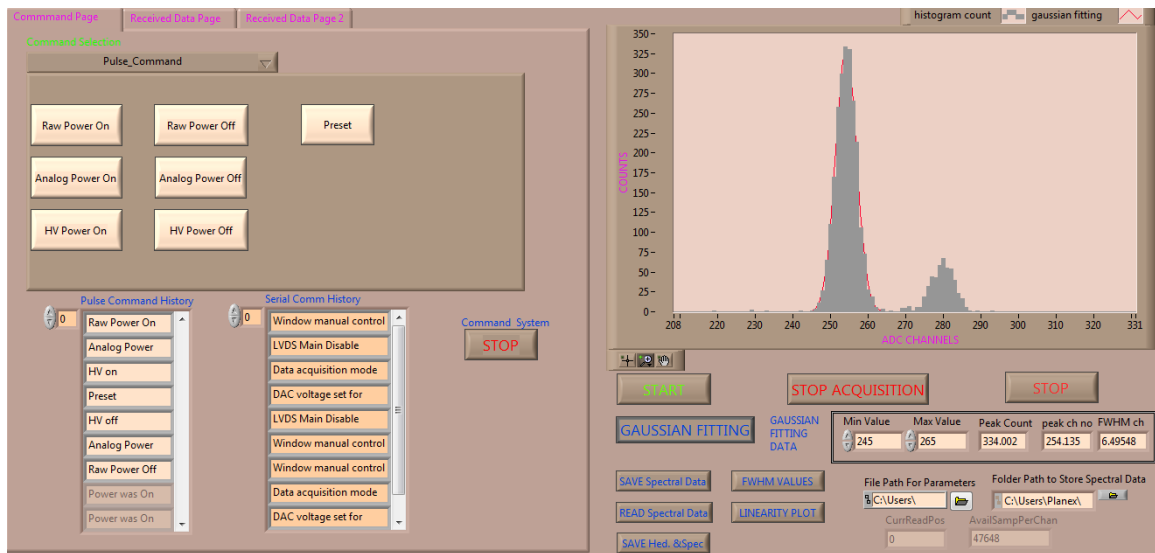 Commmand Page
Received Data Page
Received Data Page 2
Command Selection
Pulse_Command
Raw Power On
Raw Power Off
Preset
Analog Power On
Analog Power Off
HV Power On
HV Power Off
Pulse Command History
0
Raw Power On
Analog Power
HV on
Preset
HV off
Analog Power
Raw Power Off
Power was On
Power was On
Serial Comm History
0
Window manual control
LVDS Main Disable
Data acquisition mode
DAC voltage set for
LVDS Main Disable
Window manual control
Window manual control
Data acquisition mode
DAC voltage set for
Command System
STOP
histogram count
gaussian fitting
COUNTS
350
325
300
275
250
225
200
175
150
125
100
75
50
25
0
208 220 230 240 250 260 270 280 290 300 310 320 331
ADC CHANNELS
START
STOP ACQUISITION
STOP
GAUSSIAN FITTING
GAUSSIAN
FITTING
DATA
Min Value Max Value Peak Count peak ch no FWHM ch
245 265 334.002 254.135 6.49548
SAVE Spectral Data
FWHM VALUES
READ Spectral Data
LINEARITY PLOT
SAVE Hed. &Spec
File Path For Parameters
C:\Users\
Folder Path to Store Spectral Data
C:\Users\Planex\
CurrReadPos
0
AvailSampPerChan
47648